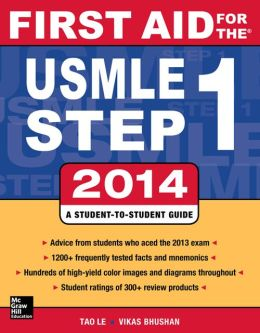 FIRST AID FOR THE®
USMLE
STEP 1
2014
A STUDENT-TO-STUDENT GUIDE
Advice from students who aced the 2013 exam
1200+ frequently tested facts and mnemonics
Hundreds of high-yield color images and diagrams throughout
Student ratings of 300+ review products
Mc
Graw
Hill
Education
TAO LE • VIKAS BHUSHAN